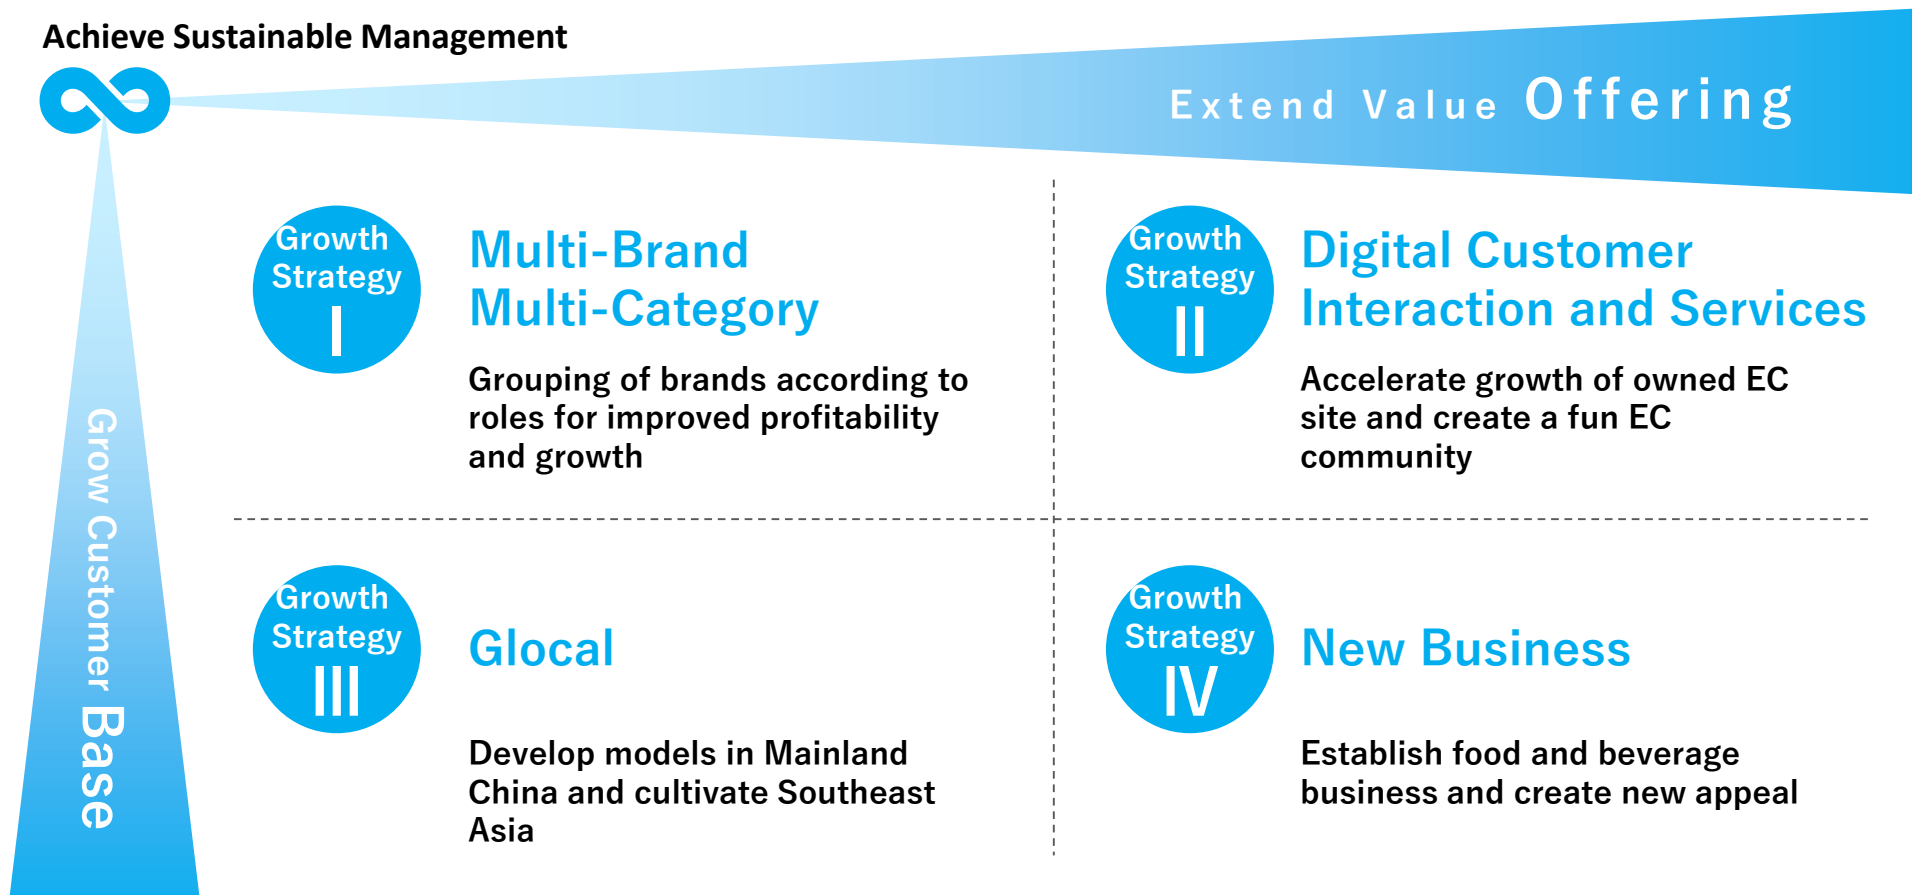 Achieve Sustainable Management
Extend Value Offering
Grow Customer Base
Growth
Strategy
I
Multi-Brand
Multi-Category
Grouping of brands according to
roles for improved profitability
and growth
Growth
Strategy
II
Digital Customer
Interaction and Services
Accelerate growth of owned EC
site and create a fun EC
community
Growth
Strategy
III
Glocal
Develop models in Mainland
China and cultivate Southeast
Asia
Growth
Strategy
IV
New Business
Establish food and beverage
business and create new appeal